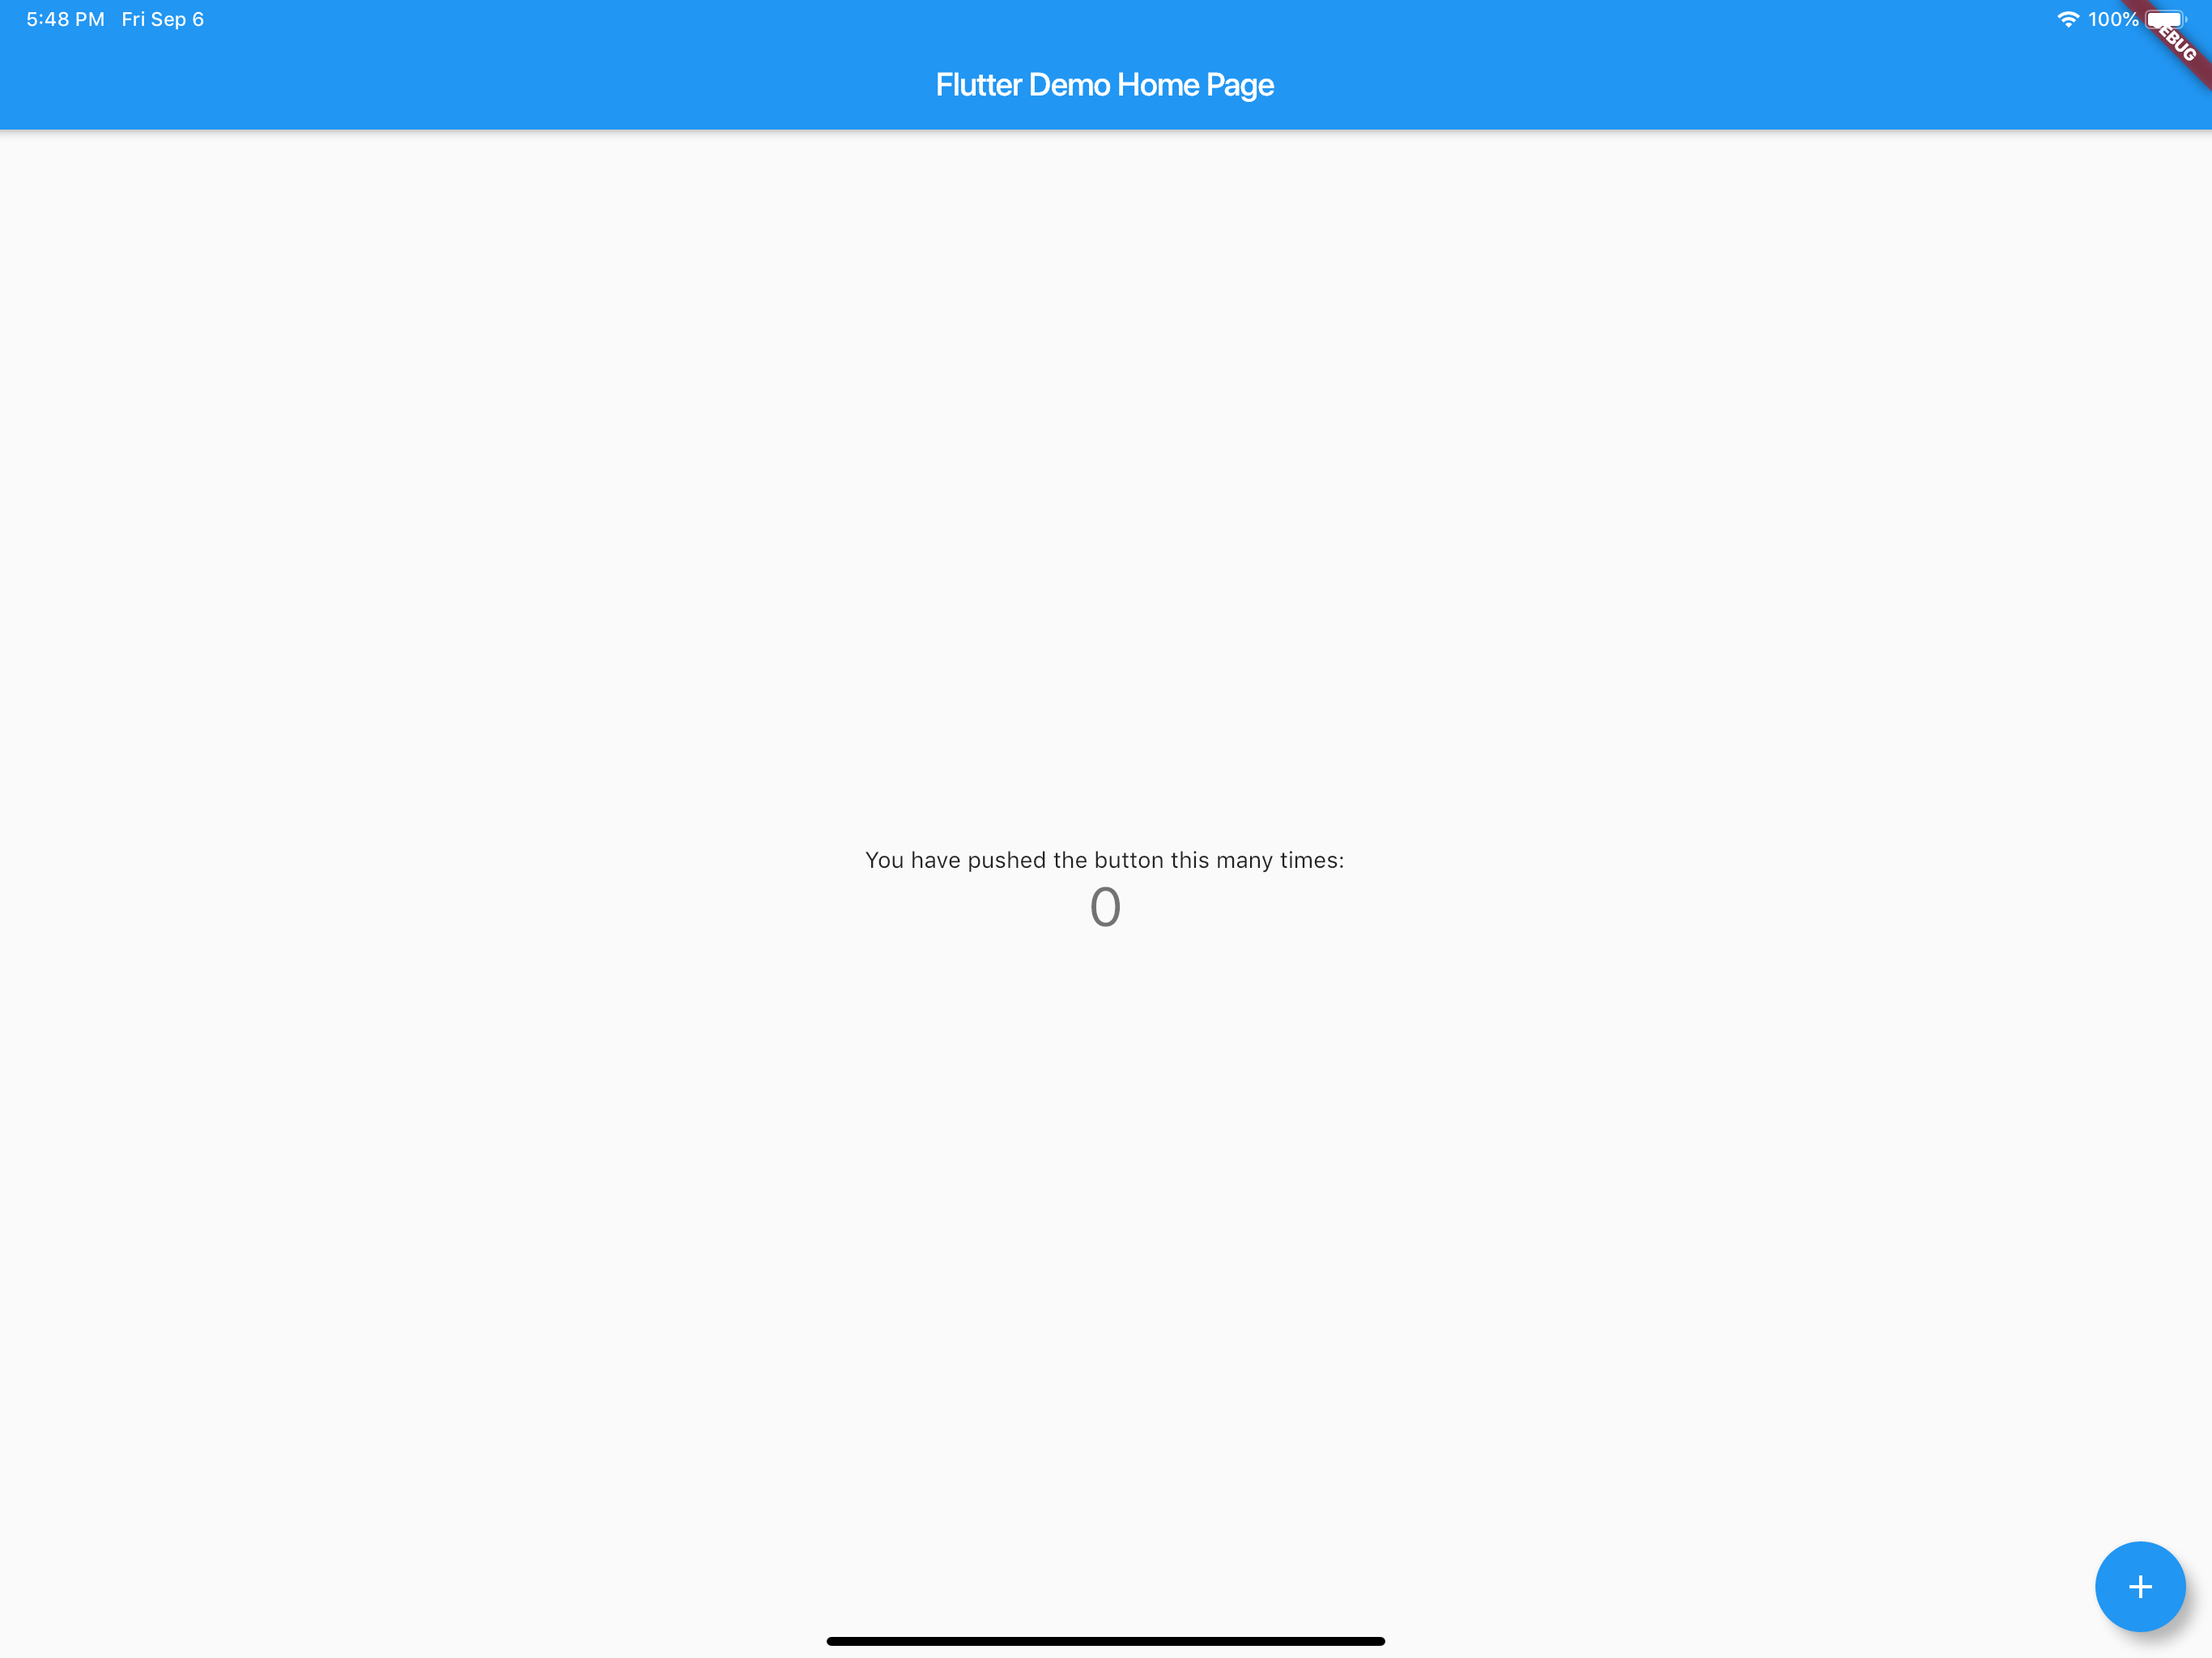 5:48 PM Fri Sep 6
100%
EBUG
Flutter Demo Home Page
You have pushed the button this many times:
0
+